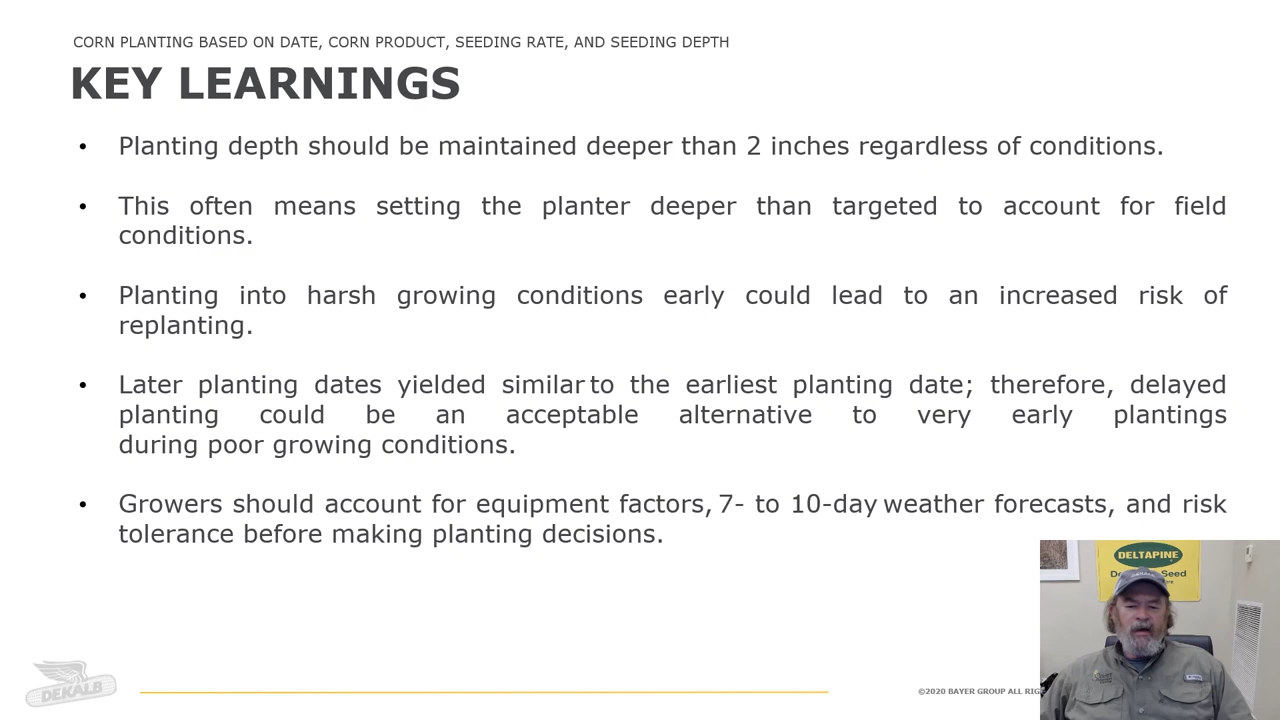 CORN PLANTING BASED ON DATE, CORN PRODUCT, SEEDING RATE, AND SEEDING DEPTH
KEY LEARNINGS
• Planting depth should be maintained deeper than 2 inches regardless of conditions.
• This often means setting the planter deeper than targeted to account for field
conditions.
• Planting into harsh growing conditions early could lead to an increased risk of
replanting.
• Later planting dates yielded similar to the earliest planting date; therefore, delayed
planting could be an acceptable alternative to very early plantings
during poor growing conditions.
• Growers should account for equipment factors, 7- to 10-day weather forecasts, and risk
tolerance before making planting decisions.
DELTAPINE
Seed
DEKALB
©2020 BAYER GROUP ALL